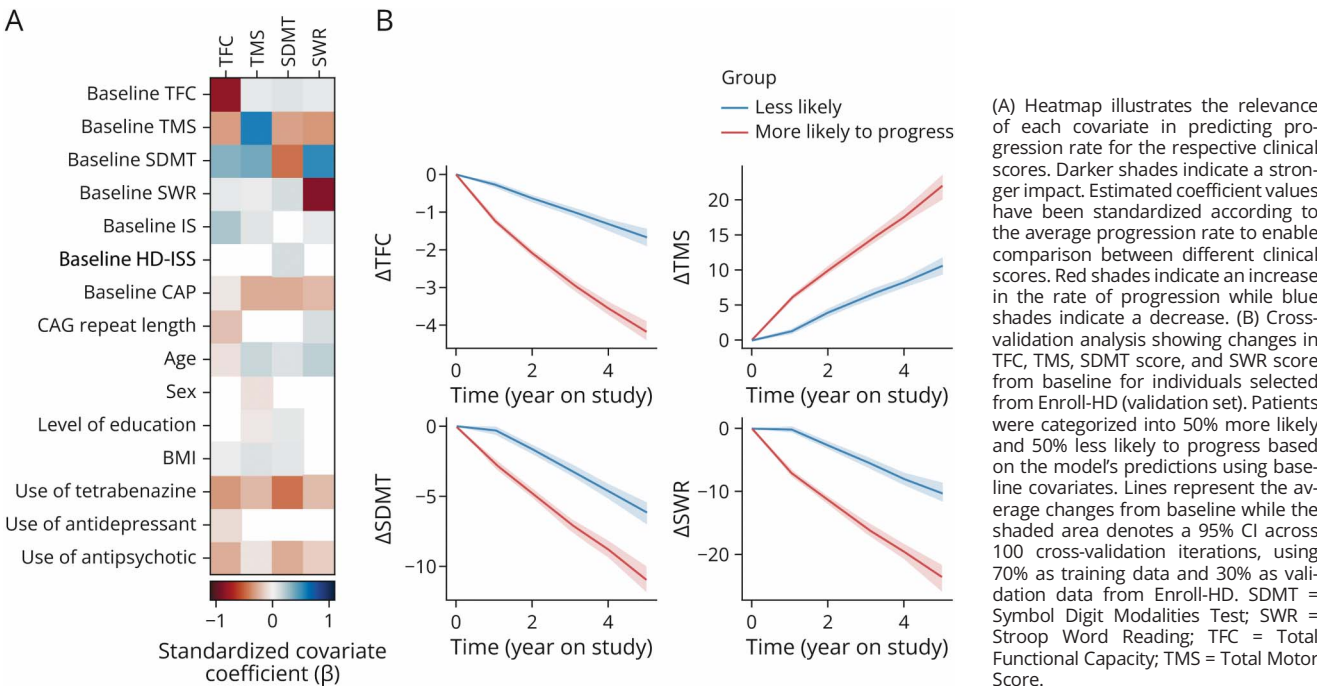 A
B
TFC
TMS
SDMT
SWR
Baseline TFC
Baseline TMS
Baseline SDMT
Baseline SWR
Baseline IS
Baseline HD-ISS
Baseline CAP
CAG repeat length
Age
Sex
Level of education
BMI
Use of tetrabenazine
Use of antidepressant
Use of antipsychotic
−1 0 1
Standardized covariate
coefficient (β)
Group
Less likely
More likely to progress
ΔTFC
0
−1
−2
−3
−4
0 2 4
Time (year on study)
ΔTMS
20
15
10
5
0
0 2 4
Time (year on study)
ΔSDMT
0
−5
−10
0 2 4
Time (year on study)
ΔSWR
0
−10
−20
0 2 4
Time (year on study)
(A) Heatmap illustrates the relevance
of each covariate in predicting pro-
gression rate for the respective clinical
scores. Darker shades indicate a stron-
ger impact. Estimated coefficient values
have been standardized according to
the average progression rate to enable
comparison between different clinical
scores. Red shades indicate an increase
in the rate of progression while blue
shades indicate a decrease. (B) Cross-
validation analysis showing changes in
TFC, TMS, SDMT score, and SWR score
from baseline for individuals selected
from Enroll-HD (validation set). Patients
were categorized into 50% more likely
and 50% less likely to progress based
on the model's predictions using base-
line covariates. Lines represent the av-
erage changes from baseline while the
shaded area denotes a 95% CI across
100 cross-validation iterations, using
70% as training data and 30% as vali-
dation data from Enroll-HD. SDMT =
Symbol Digit Modalities Test; SWR =
Stroop Word Reading; TFC = Total
Functional Capacity; TMS = Total Motor
Score.